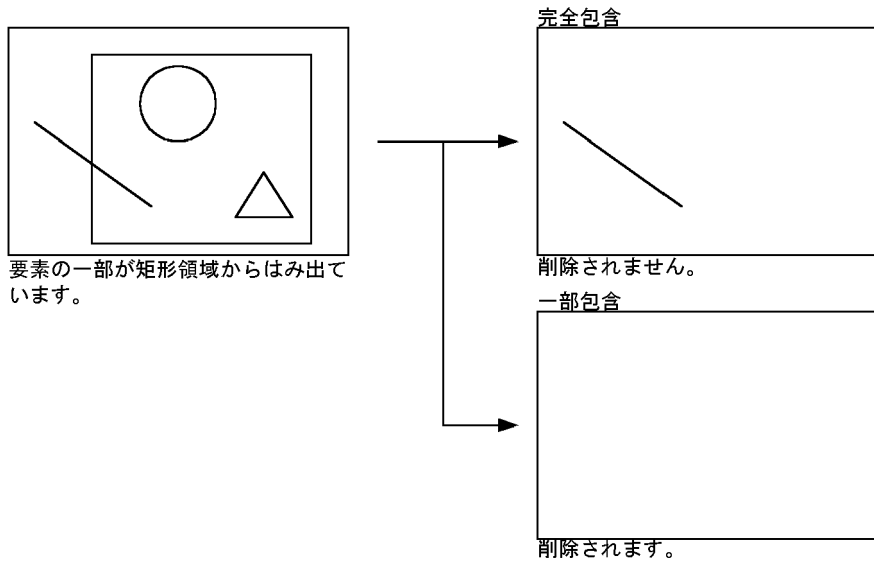 要素の一部が矩形領域からはみ出て
います。
完全包含
削除されません。
一部包含
削除されます。